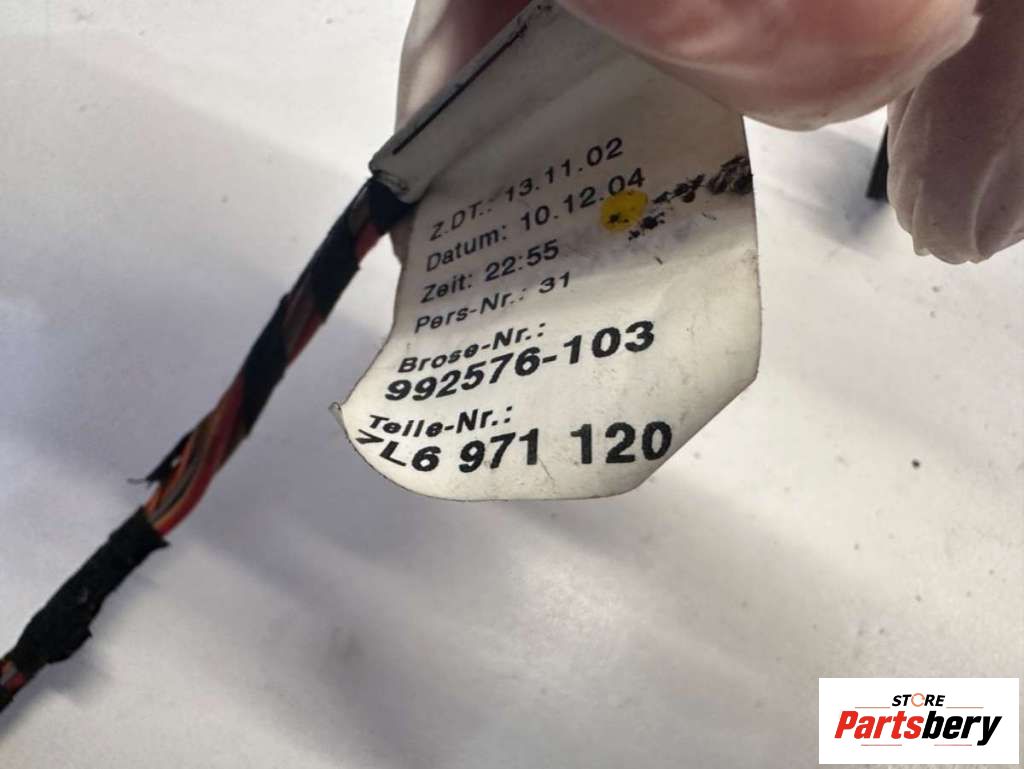 Z.DT.: 13.11.02
Datum: 10.12.04
Zeit: 22:55
Pers-Nr.: 31
Brose-Nr.:
992576-103
Teile-Nr.:
7L6 971 120
STORE
Partsbery